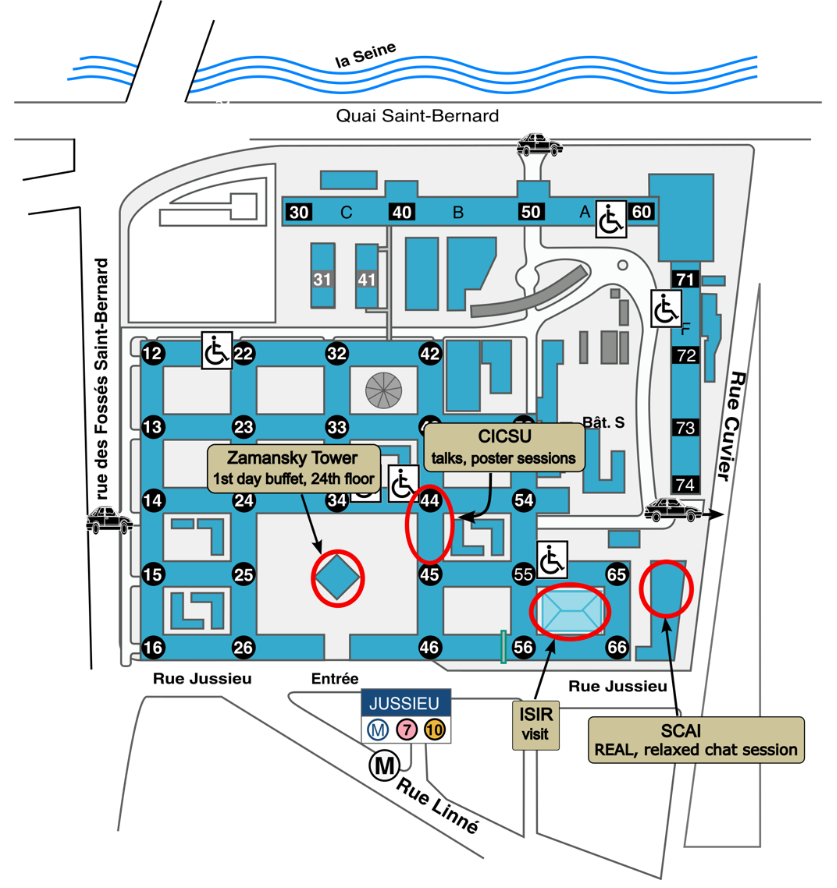 la Seine
Quai Saint-Bernard
30
C
40
B
50
A
60
31
41
71
F
72
73
74
rue des Fossés Saint-Bernard
Rue Cuvier
12
22
32
42
13
23
33
Bât. S
CICSU
talks, poster sessions
Zamansky Tower
1st day buffet, 24th floor
14
24
34
44
54
15
25
45
55
65
16
26
46
56
66
Rue Jussieu
Entrée
Rue Jussieu
JUSSIEU
M
7
10
M
Rue Linné
ISIR
visit
SCAI
REAL, relaxed chat session